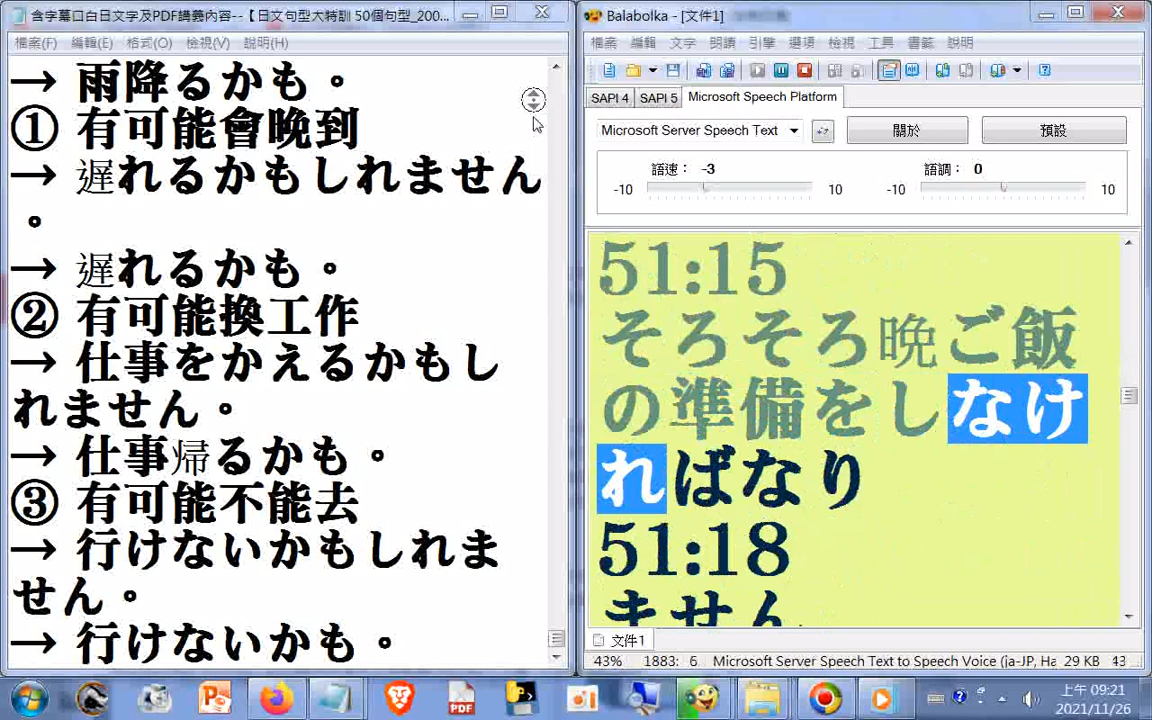 含字幕口白日文字及PDF講義內容--【日文句型大特訓 50個句型_200...
檔案(F) 編輯(E) 格式(O) 檢視(V) 說明(H)
→ 雨降るかも。
① 有可能會晚到
→ 遅れるかもしれません
。
→ 遅れるかも。
② 有可能換工作
→ 仕事をかえるかもし
れません。
→ 仕事帰るかも。
③ 有可能不能去
→ 行けないかもしれま
せん。
→ 行けないかも。
Balabolka - [文件1]
檔案 編輯 文字 朗讀 引擎 選項 檢視 工具 書籤 說明
SAPI 4 SAPI 5 Microsoft Speech Platform
Microsoft Server Speech Text 關於 預設
語速： -3 語調： 0
-10 10 -10 10
51:15
そろそろ晩ご飯
の準備をしなけ
ればなり
51:18
ません
文件1
43% 1883: 6 Microsoft Server Speech Text to Speech Voice (ja-JP, Ha 29 KB 43
PDF
上午 09:21
2021/11/26